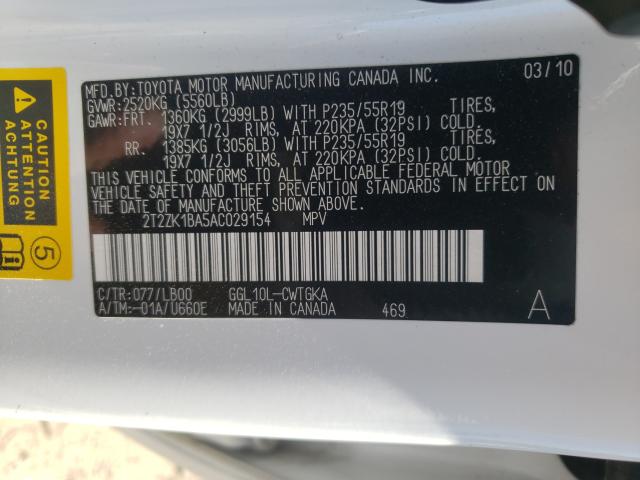 MFD.BY:TOYOTA MOTOR MANUFACTURING CANADA INC. 03/10
GVWR:2520KG (5560LB)
GAWR:FRT. 1360KG (2999LB) WITH P235/55R19 TIRES,
19X7 1/2J RIMS, AT 220KPA (32PSI) COLD.
RR. 1385KG (3056LB) WITH P235/55R19 TIRES,
19X7 1/2J RIMS, AT 220KPA (32PSI) COLD.
THIS VEHICLE CONFORMS TO ALL APPLICABLE FEDERAL MOTOR
VEHICLE SAFETY AND THEFT PREVENTION STANDARDS IN EFFECT ON
THE DATE OF MANUFACTURE SHOWN ABOVE.
2T2ZK1BA5AC029154 MPV
C/TR:077/LB00 GGL10L-CWTGKA
A/TM:-01A/U660E MADE IN CANADA 469 A
CAUTION
ATTENTION
5